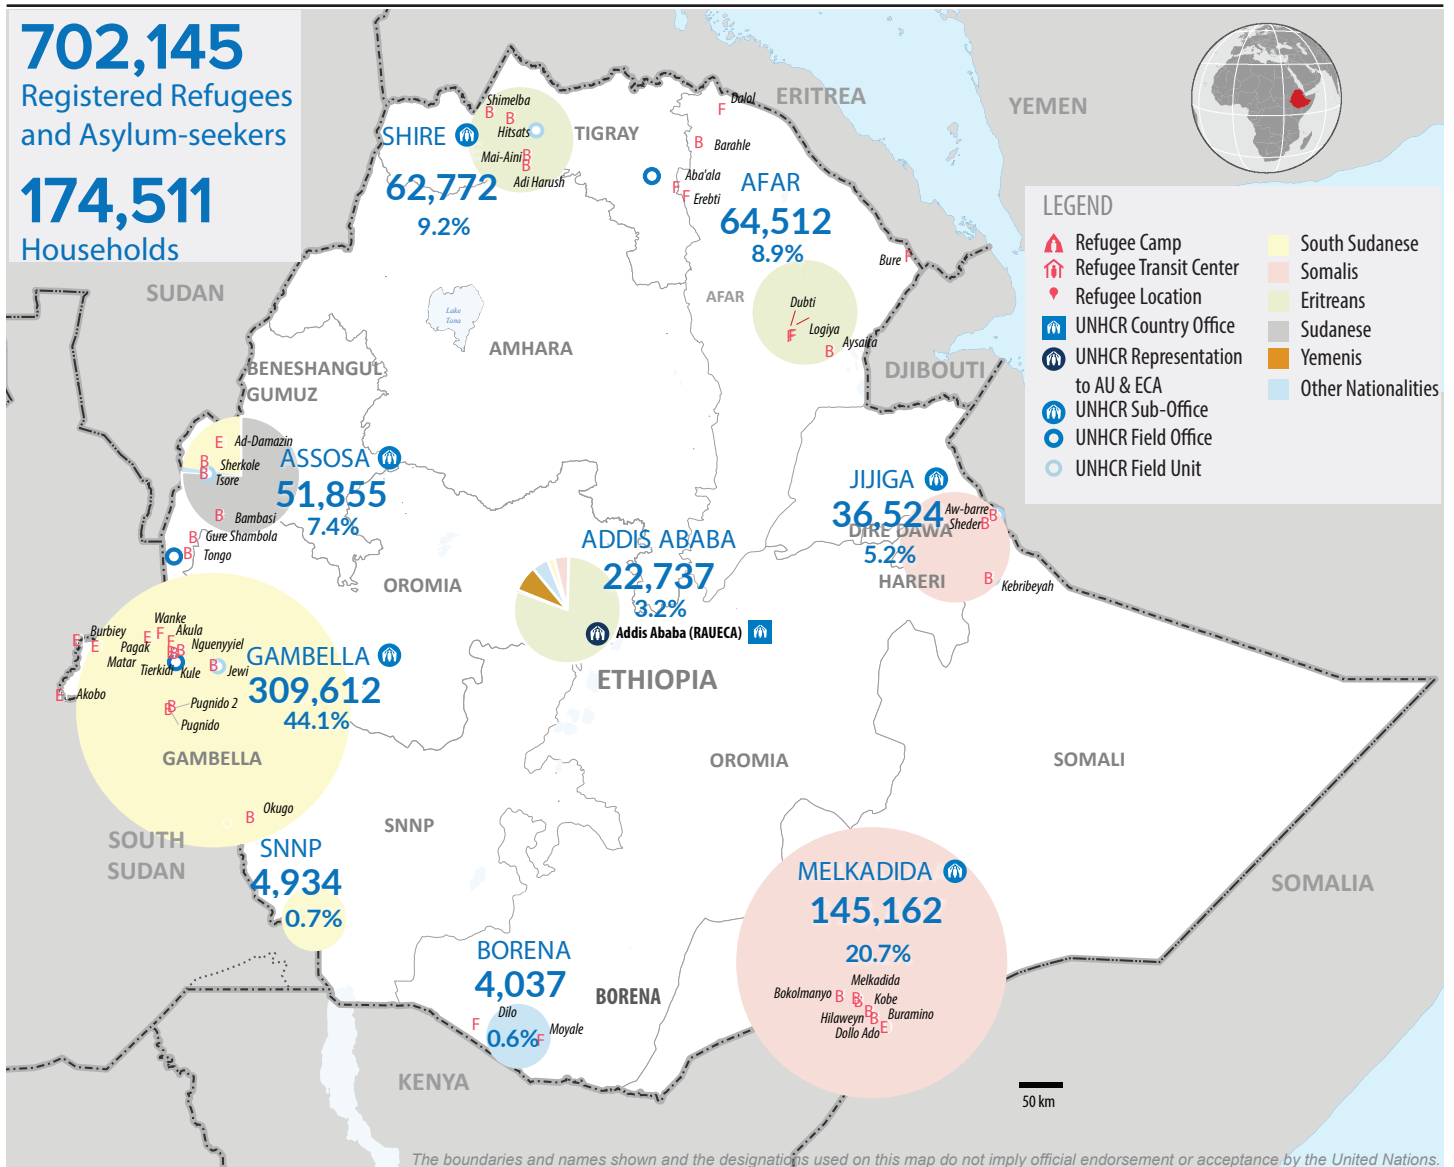 702,145
Registered Refugees
and Asylum-seekers
174,511
Households
SUDAN
ERITREA
YEMEN
Shimelba
Hitsats
SHIRE
TIGRAY
Mai-Aini
Adi Harush
62,772
9.2%
Dalol
Barahle
Aba'ala
Erebti
AFAR
64,512
8.9%
Bure
AFAR
Dubti
Logiya
Aysaita
DJIBOUTI
LEGEND
Refugee Camp
Refugee Transit Center
Refugee Location
UNHCR Country Office
UNHCR Representation
to AU & ECA
UNHCR Sub-Office
UNHCR Field Office
UNHCR Field Unit
South Sudanese
Somalis
Eritreans
Sudanese
Yemenis
Other Nationalities
Lake
Tana
AMHARA
BENESHANGUL
GUMUZ
Ad-Damazin
Sherkole
Tsore
ASSOSA
51,855
7.4%
Bambasi
Gure Shambola
Tongo
OROMIA
ADDIS ABABA
22,737
3.2%
Addis Ababa (RAUECA)
ETHIOPIA
JIJIGA
36,524
DIRE DAWA
5.2%
HARERI
Aw-barre
Sheder
Kebribeyah
Wanke
Burbiey
Akula
Pagak
Nguenyyiel
Matar
Tierkidi
Kule
Jewi
Akobo
Pugnido 2
Pugnido
GAMBELLA
309,612
44.1%
GAMBELLA
Okugo
SOUTH
SUDAN
SNNP
OROMIA
SOMALI
SNNP
4,934
0.7%
SOMALIA
MELKADIDA
145,162
20.7%
Melkadida
Bokolmanyo
Kobe
Hilaweyn
Buramino
Dollo Ado
BORENA
4,037
BORENA
Dilo
Moyale
0.6%
KENYA
50 km
The boundaries and names shown and the designations used on this map do not imply official endorsement or acceptance by the United Nations.